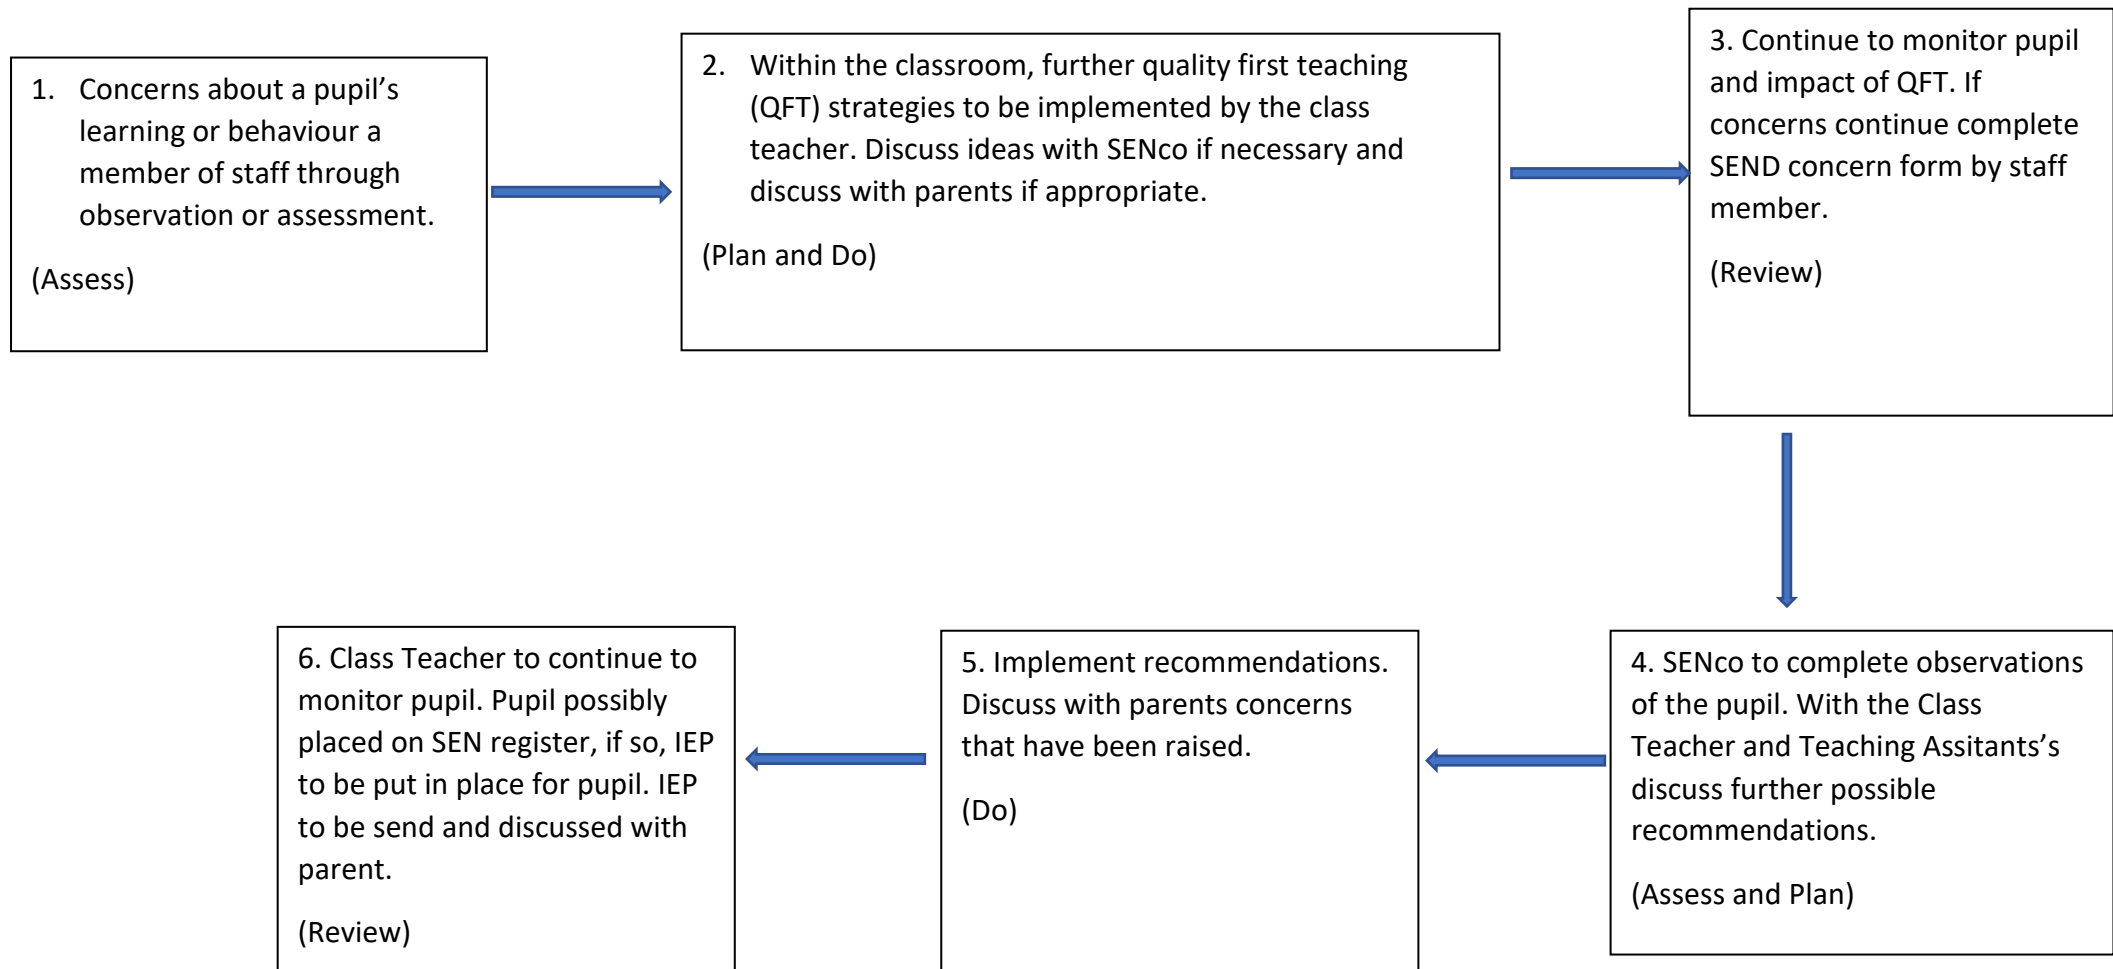 1. Concerns about a pupil’s
learning or behaviour a
member of staff through
observation or assessment.
(Assess)
2. Within the classroom, further quality first teaching
(QFT) strategies to be implemented by the class
teacher. Discuss ideas with SENco if necessary and
discuss with parents if appropriate.
(Plan and Do)
3. Continue to monitor pupil
and impact of QFT. If
concerns continue complete
SEND concern form by staff
member.
(Review)
4. SENco to complete observations
of the pupil. With the Class
Teacher and Teaching Assitants’s
discuss further possible
recommendations.
(Assess and Plan)
5. Implement recommendations.
Discuss with parents concerns
that have been raised.
(Do)
6. Class Teacher to continue to
monitor pupil. Pupil possibly
placed on SEN register, if so, IEP
to be put in place for pupil. IEP
to be send and discussed with
parent.
(Review)